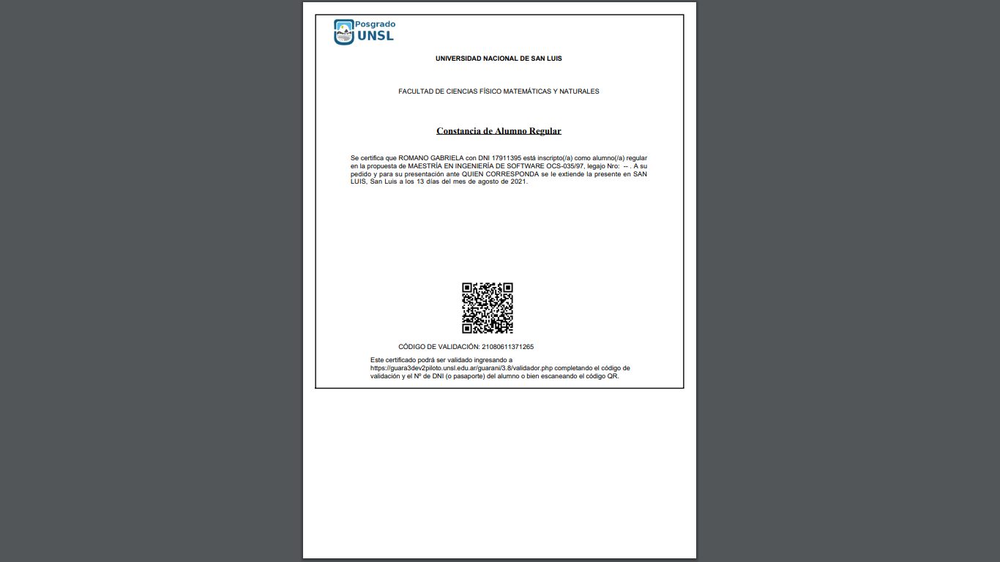 Posgrado
UNSL
UNIVERSIDAD NACIONAL DE SAN LUIS
FACULTAD DE CIENCIAS FÍSICO MATEMÁTICAS Y NATURALES
Constancia de Alumno Regular
Se certifica que ROMANO GABRIELA con DNI 17911395 está inscripto(/a) como alumno(/a) regular
en la propuesta de MAESTRÍA EN INGENIERÍA DE SOFTWARE OCS-035/97, legajo Nro: -- . A su
pedido y para su presentación ante QUIEN CORRESPONDA se le extiende la presente en SAN
LUIS, San Luis a los 13 días del mes de agosto de 2021.
CÓDIGO DE VALIDACIÓN: 21080611371265
Este certificado podrá ser validado ingresando a
https://guara3dev2piloto.unsl.edu.ar/guarani/3.8/validador.php completando el código de
validación y el Nº de DNI (o pasaporte) del alumno o bien escaneando el código QR.